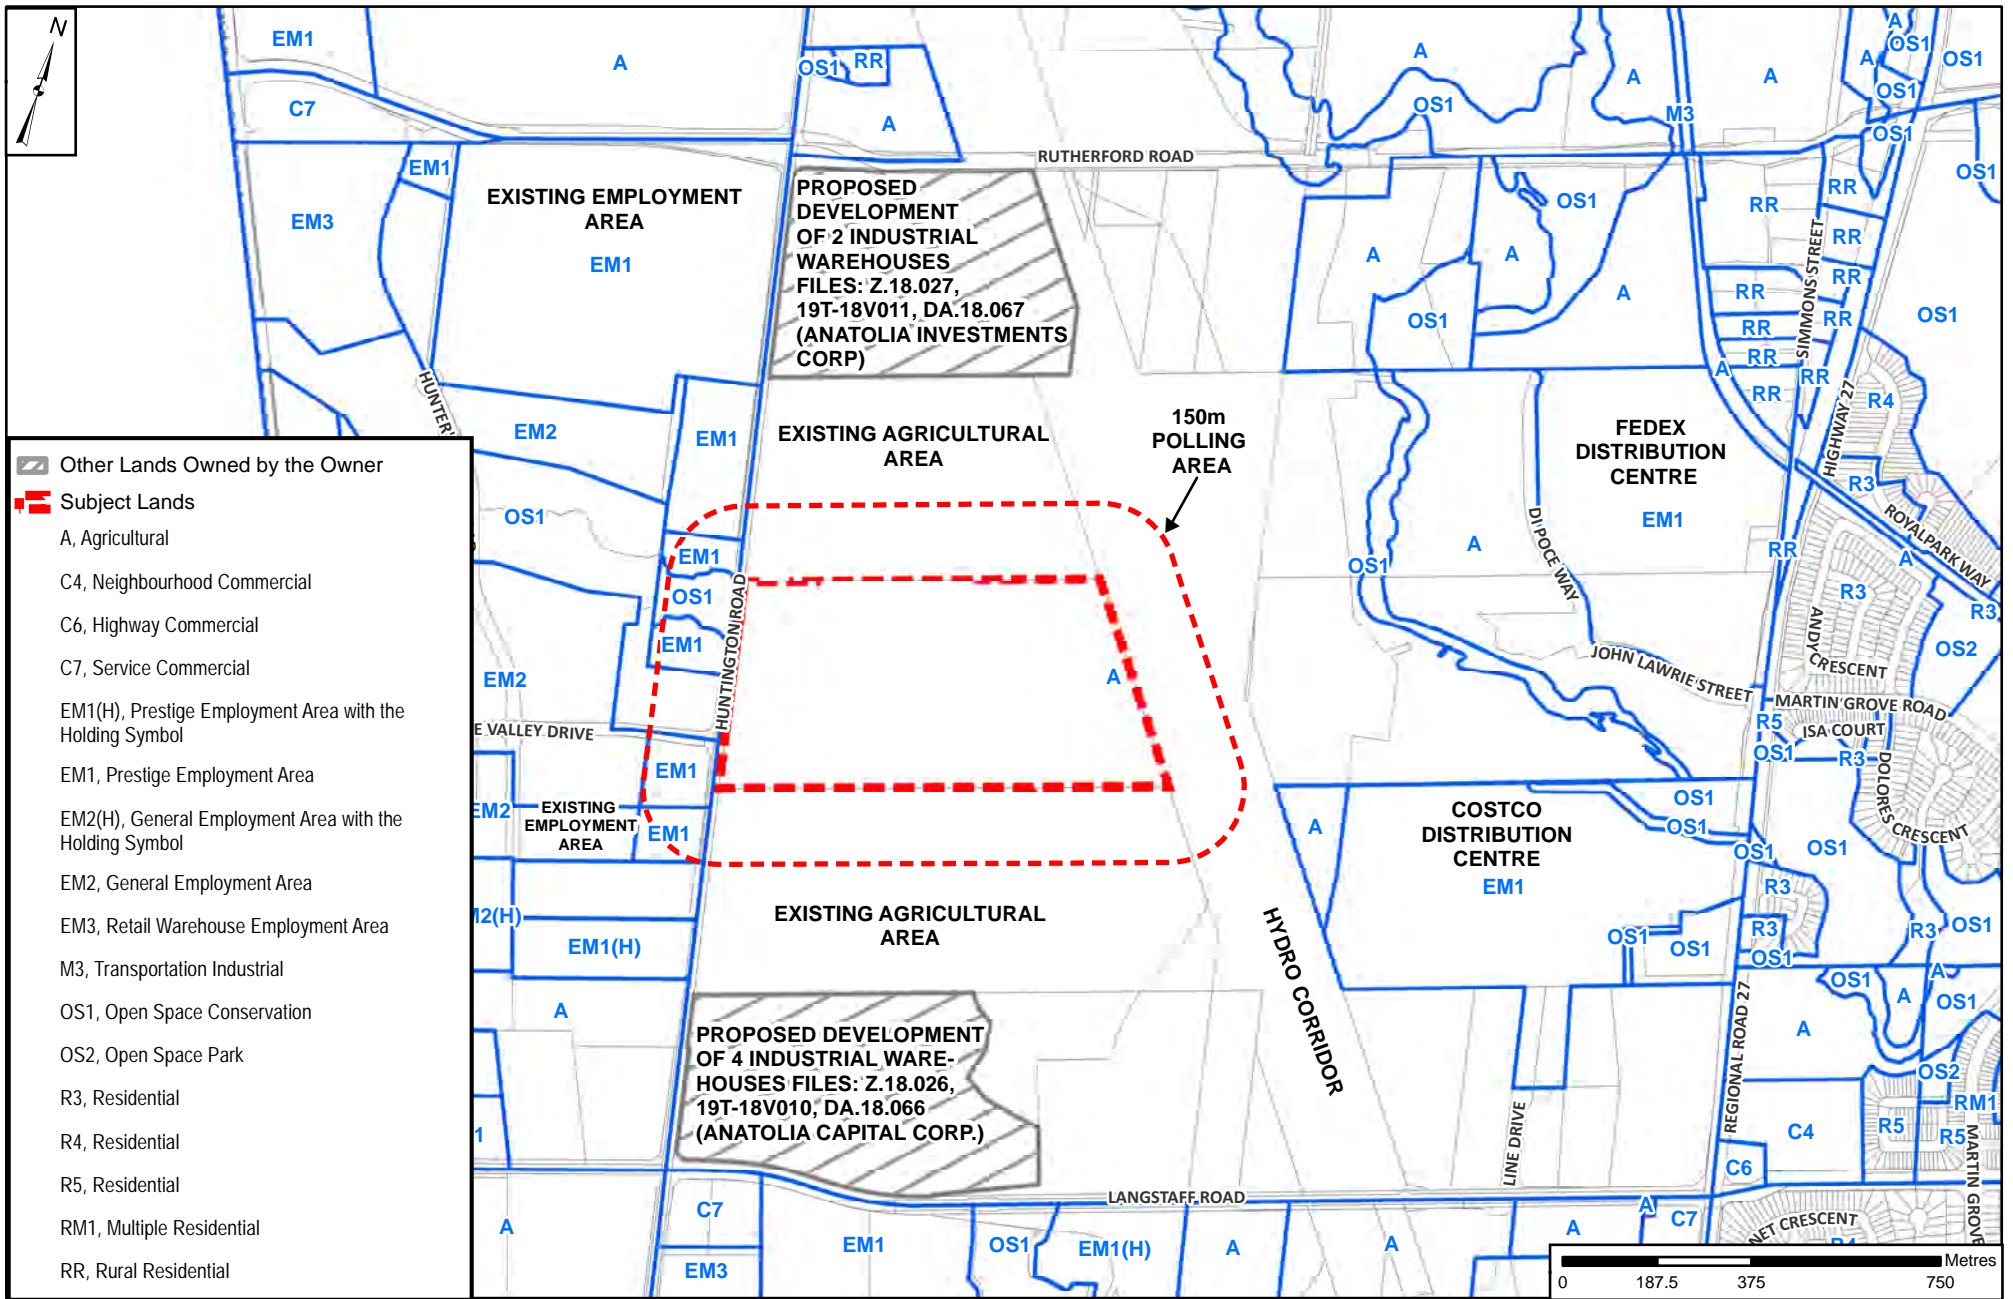 N
EM1
A
OS1
RR
C7
A
A
OS1
A
M3
A
A
OS1
A
OS1
OS1
OS1
OS1
RUTHERFORD ROAD
EM1
EM3
EXISTING EMPLOYMENT
AREA
EM1
PROPOSED
DEVELOPMENT
OF 2 INDUSTRIAL
WAREHOUSES
FILES: Z.18.027,
19T-18V011, DA.18.067
(ANATOLIA INVESTMENTS
CORP)
A
OS1
A
OS1
A
RR
RR
RR
RR
RR
RR
RR
RR
RR
RR
A
SIMMONS STREET
OS1
HIGHWAY 27
R4
R3
ROYALPARK WAY
A
EM2
EM1
EXISTING AGRICULTURAL
AREA
150m
POLLING
AREA
FEDEX
DISTRIBUTION
CENTRE
EM1
OS1
EM1
OS1
EM1
HUNTINGTON ROAD
EM2
A
OS1
A
DI POCE WAY
JOHN LAWRIE STREET
RR
R3
R3
OS2
ANDY
CRESCENT
MARTIN GROVE ROAD
R5
ISA COURT
OS1
R3
DOLORES CRESCENT
E VALLEY DRIVE
EM1
EM2
EXISTING
EMPLOYMENT
AREA
EM1
A
COSTCO
DISTRIBUTION
CENTRE
EM1
OS1
OS1
OS1
OS1
R3
R3
OS1
OS1
OS1
R3
OS1
EXISTING AGRICULTURAL
AREA
HYDRO CORRIDOR
EM1(H)
A
PROPOSED DEVELOPMENT
OF 4 INDUSTRIAL WARE-
HOUSES FILES: Z.18.026,
19T-18V010, DA.18.066
(ANATOLIA CAPITAL CORP.)
REGIONAL ROAD 27
OS1
A
A
OS1
A
OS2
RM1
C4
R5
R5
C6
MARTIN GROVE
LINE DRIVE
LANGSTAFF ROAD
A
C7
EM3
EM1
OS1
EM1(H)
A
A
A
A
C7
NET CRESCENT
Other Lands Owned by the Owner
Subject Lands
A, Agricultural
C4, Neighbourhood Commercial
C6, Highway Commercial
C7, Service Commercial
EM1(H), Prestige Employment Area with the
Holding Symbol
EM1, Prestige Employment Area
EM2(H), General Employment Area with the
Holding Symbol
EM2, General Employment Area
EM3, Retail Warehouse Employment Area
M3, Transportation Industrial
OS1, Open Space Conservation
OS2, Open Space Park
R3, Residential
R4, Residential
R5, Residential
RM1, Multiple Residential
RR, Rural Residential
Metres
0 187.5 375 750